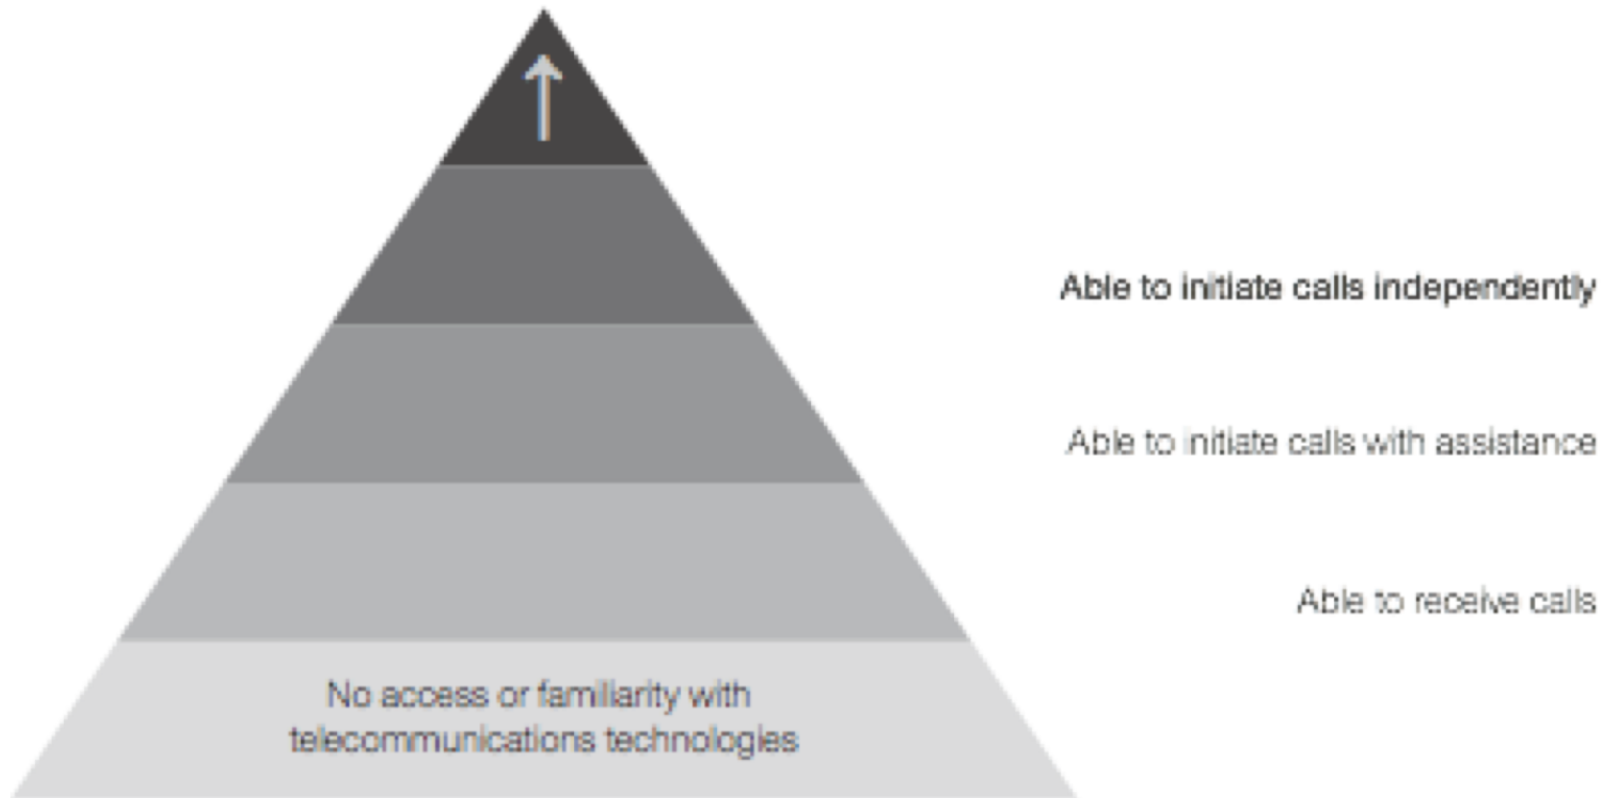 Able to initiate calls independently
Able to initiate calls with assistance
Able to receive calls
No access or familiarity with
telecommunications technologies